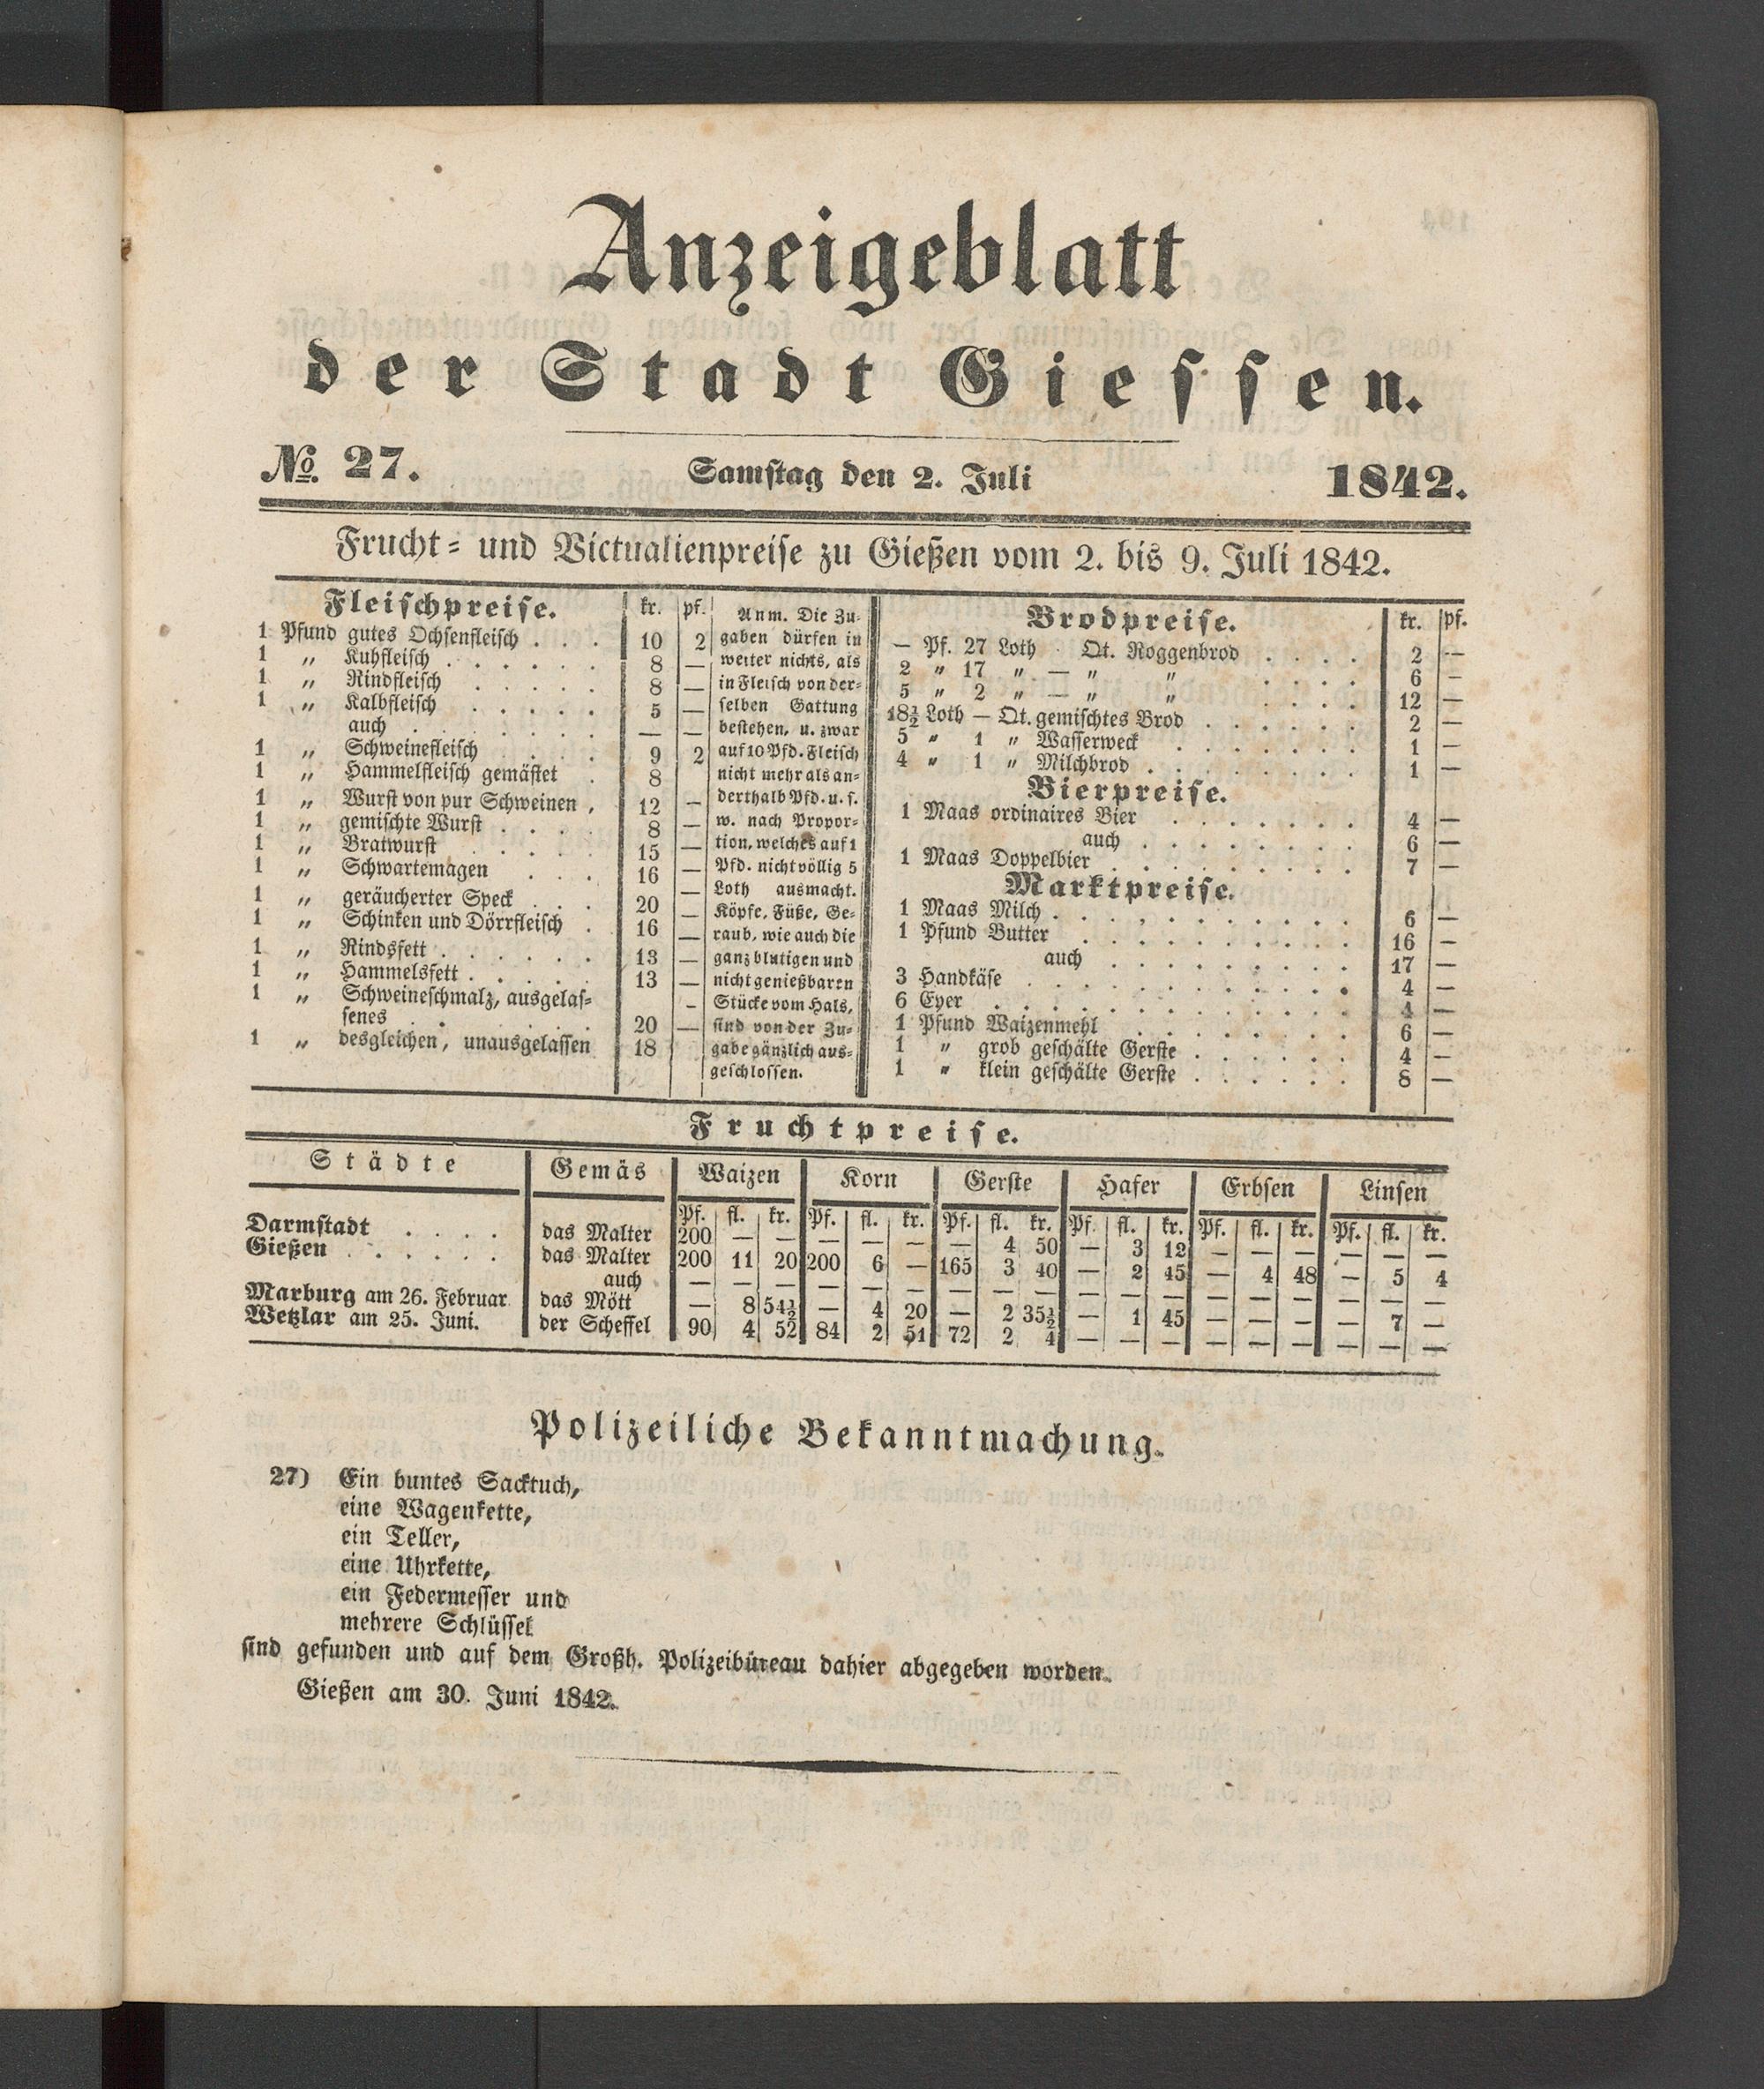 Anzeigeblatt
der Stadt Giessen.
No. 27. Samstag den 2. Juli 1842.
Frucht- und Victualienpreise zu Gießen vom 2. bis 9. Juli 1842.
Fleischpreise. kr. pf.
1 Pfund gutes Ochsenfleisch . . . 10 2
1 „ Kuhfleisch . . . . . . 8 —
1 „ Rindfleisch . . . . . 8 —
1 „ Kalbfleisch . . . . . 5 —
auch . . . . . . — —
1 „ Schweinefleisch . . . . 9 2
1 „ Hammelfleisch gemästet . 8
1 „ Wurst von pur Schweinen . 12 —
1 „ gemischte Wurst . . . . 8 —
1 „ Bratwurst . . . . 15 —
1 „ Schwartemagen . . . 16 —
1 „ geräucherter Speck . . . 20 —
1 „ Schinken und Dörrfleisch . 16 —
1 „ Rindsfett . . . . . . 13 —
1 „ Hammelsfett . . . . . 13 —
1 „ Schweineschmalz, ausgelas- –
senes . . . . . . 20 —
1 „ desgleichen, unausgelassen 18
Anm. Die Zu-
gaben dürfen in
weiter nichts, als
in Fleisch von der-
selben Gattung
bestehen, u. zwar
auf 10 Pfd. Fleisch
nicht mehr als an-
derthalb Pfd. u. s.
w. nach Propor-
tion, welches auf 1
Pfd. nicht völlig 5
Loth ausmacht.
Köpfe, Füße, Ge-
raub, wie auch die
ganz blutigen und
nicht genießbaren
Stücke vom Hals,
sind von der Zu-
gabe gänzlich aus-
geschlossen.
Brodpreise. kr. pf.
— Pf. 27 Loth Qt. Roggenbrod . . . . 2 —
2 „ 17 „ — „ „ . . . . 6 —
5 „ 2 „ — „ „ . . . . 12 —
18½ Loth — Qt. gemischtes Brod . . . . . . 2 —
5 „ 1 „ Wasserweck . . . . . . . 1 —
4 „ 1 „ Milchbrod . . . . . . . . 1 —
Bierpreise.
1 Maas ordinaires Bier . . . . . . . 4 —
auch . . . . . . . . 6 —
1 Maas Doppelbier . . . . . . . . . 7 —
Marktpreise.
1 Maas Milch . . . . . . . . . . . 6 —
1 Pfund Butter . . . . . . . . . . 16 —
auch . . . . . . . . . 17 —
3 Handkäse . . . . . . . . . . . . 4 —
6 Eyer . . . . . . . . . . . . . 4 —
1 Pfund Waizenmehl . . . . . . . . 6 —
1 „ grob geschälte Gerste . . . . . . 4 —
1 „ klein geschälte Gerste . . . . . . 8 —
Fruchtpreise.
Städte Gemäs Waizen Korn Gerste Hafer Erbsen Linsen
Pf. fl. kr. Pf. fl. kr. Pf. fl. kr. Pf. fl. kr. Pf. fl. kr. Pf. fl. kr.
Darmstadt . . . . das Malter 200 — — — — — — 4 50 — 3 12 — — — — — —
Gießen . . . . . das Malter 200 11 20 200 6 — 165 3 40 — 2 45 — 4 48 — 5 4
auch — — — — — — — — — — — — — — — — — —
Marburg am 26. Februar das Mött — 8 54½ — 4 20 — 2 35½ — 1 45 — — — — 7 —
Wetzlar am 25. Juni. der Scheffel 90 4 52 84 2 51 72 2 4 — — — — — — — — —
Polizeiliche Bekanntmachung.
27) Ein buntes Sacktuch,
eine Wagenkette,
ein Teller,
eine Uhrkette,
ein Federmesser und
mehrere Schlüssel
sind gefunden und auf dem Großh. Polizeibüreau dahier abgegeben worden.
Gießen am 30. Juni 1842.